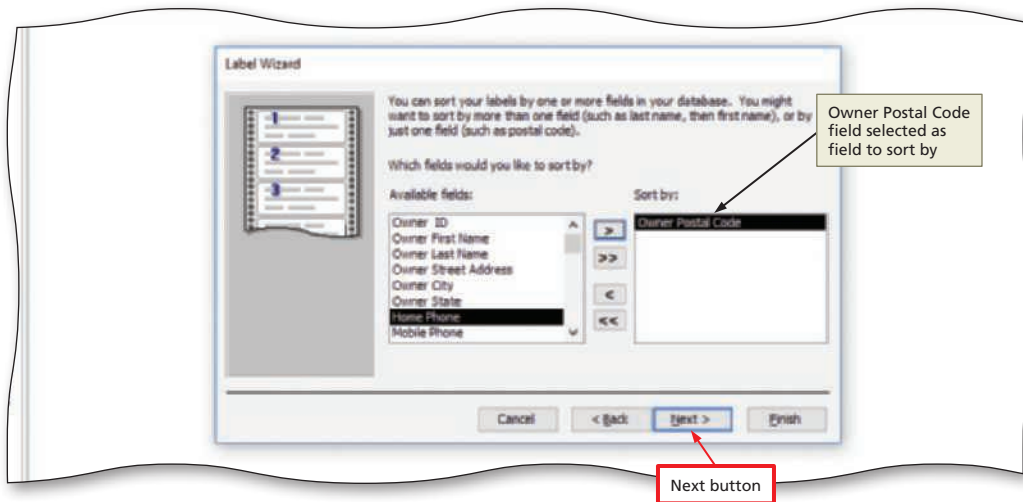 Label Wizard
1
2
3
You can sort your labels by one or more fields in your database. You might
want to sort by more than one field (such as last name, then first name), or by
just one field (such as postal code).
Which fields would you like to sort by?
Available fields:
Owner ID
Owner First Name
Owner Last Name
Owner Street Address
Owner City
Owner State
Home Phone
Mobile Phone
>
>>
<
<<
Sort by:
Owner Postal Code
Owner Postal Code
field selected as
field to sort by
Cancel
< Back
Next >
Finish
Next button